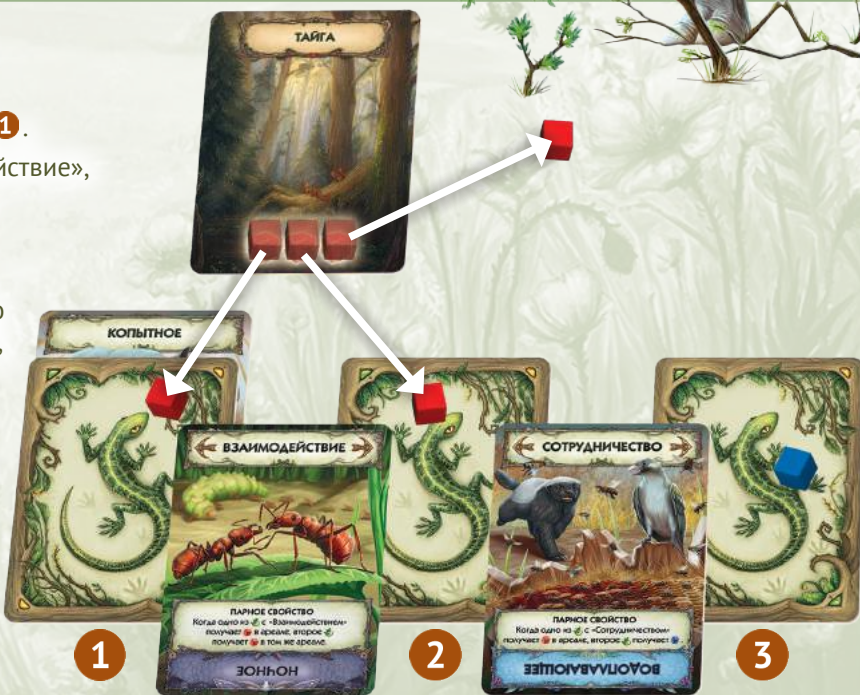 ТАЙГА
1.
йствие»,
о
,
КОПЫТНОЕ
ВЗАИМОДЕЙСТВИЕ
ПАРНОЕ СВОЙСТВО
Когда одно из с «Взаимодействием»
получает в ареале, второе
получает в том же ареале.
НОЧНОЕ
СОТРУДНИЧЕСТВО
ПАРНОЕ СВОЙСТВО
Когда одно из с «Сотрудничеством»
получает в ареале, второе получает .
ВОДОПЛАВАЮЩЕЕ
1
2
3